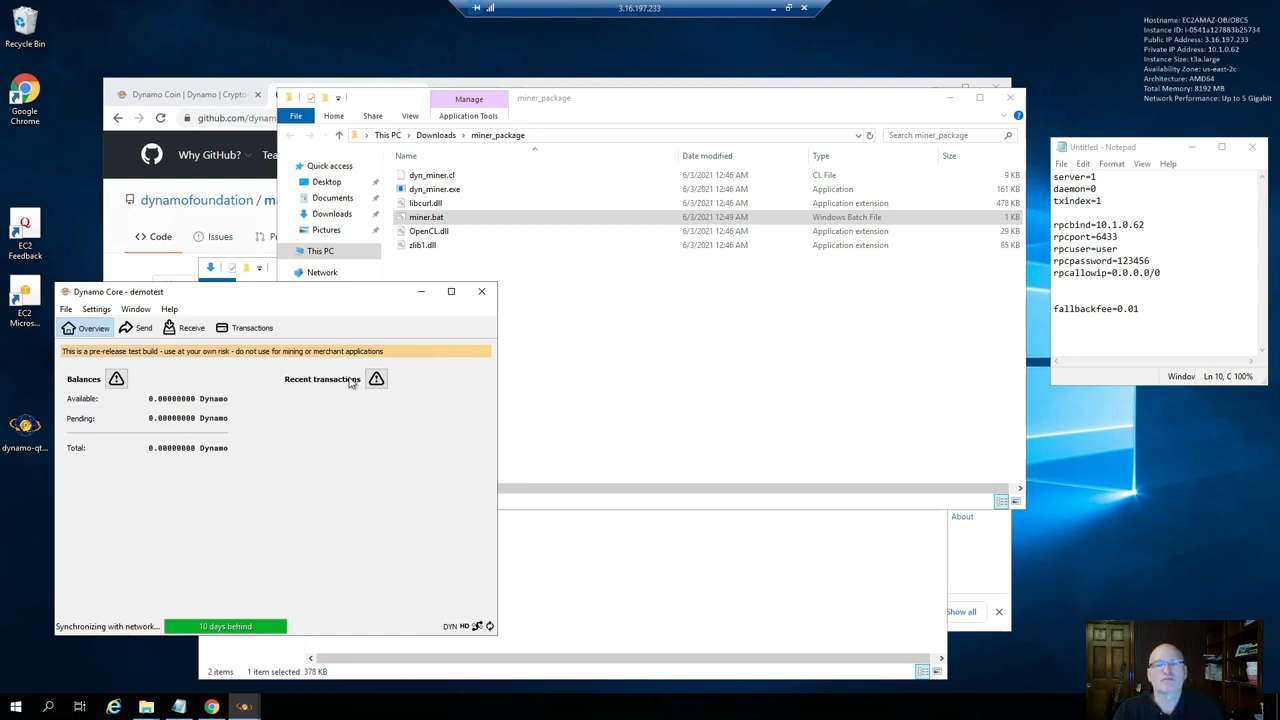 3.16.197.233
Recycle Bin
Google
Chrome
EC2
Feedback
EC2
Micros...
dynamo-qt...
Hostname: EC2AMAZ-OBJO8CS
Instance ID: i-0541a127883b25734
Public IP Address: 3.16.197.233
Private IP Address: 10.1.0.62
Instance Size: t3a.large
Availability Zone: us-east-2c
Architecture: AMD64
Total Memory: 8192 MB
Network Performance: Up to 5 Gigabit
Dynamo Coin | Dynamo | Crypto
github.com/dynam
Why GitHub?
Tea
dynamofoundation / m
Code
Issues
Manage
miner_package
File
Home
Share
View
Application Tools
This PC
Downloads
miner_package
Search miner_package
Quick access
Desktop
Documents
Downloads
Pictures
This PC
Network
Name
Date modified
Type
Size
dyn_miner.cl
6/3/2021 12:46 AM
CL File
9 KB
dyn_miner.exe
6/3/2021 12:46 AM
Application
161 KB
libcurl.dll
6/3/2021 12:46 AM
Application extension
478 KB
miner.bat
6/3/2021 12:49 AM
Windows Batch File
1 KB
OpenCL.dll
6/3/2021 12:46 AM
Application extension
29 KB
zlib1.dll
6/3/2021 12:46 AM
Application extension
85 KB
Untitled - Notepad
File
Edit
Format
View
Help
server=1
daemon=0
txindex=1
rpcbind=10.1.0.62
rpcport=6433
rpcuser=user
rpcpassword=123456
rpcallowip=0.0.0.0/0
fallbackfee=0.01
Window
Ln 10, C
100%
Dynamo Core - demotest
File
Settings
Window
Help
Overview
Send
Receive
Transactions
This is a pre-release test build - use at your own risk - do not use for mining or merchant applications
Balances
Recent transactions
Available:
0.00000000 Dynamo
Pending:
0.00000000 Dynamo
Total:
0.00000000 Dynamo
Synchronizing with network...
10 days behind
DYN
HD
About
Show all
2 items
1 item selected
378 KB